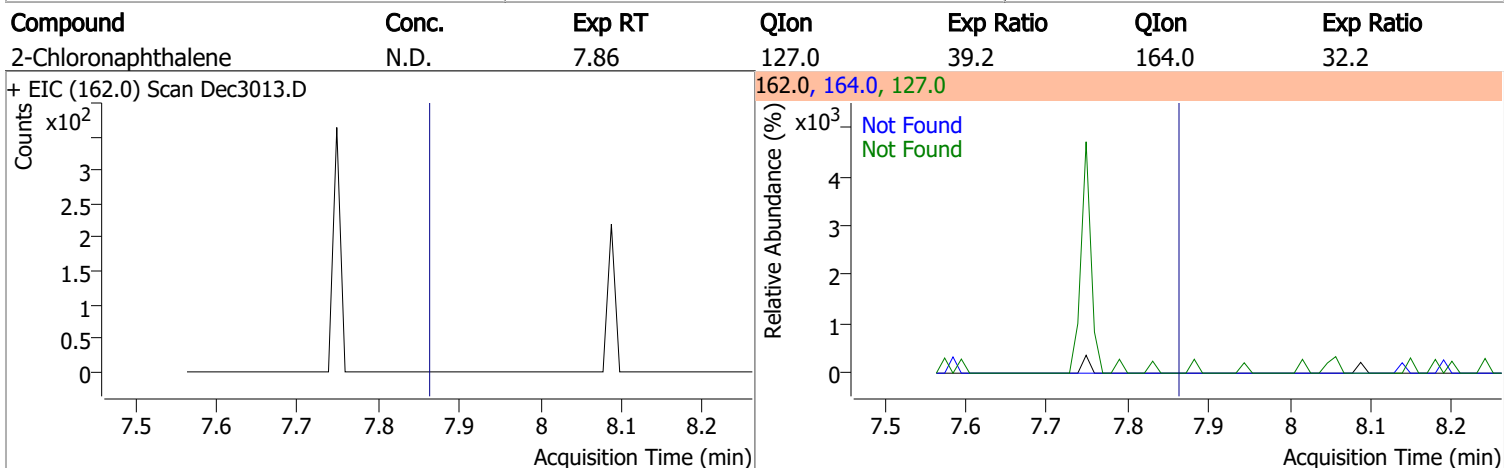 Compound Conc. Exp RT QIon Exp Ratio QIon Exp Ratio
2-Chloronaphthalene N.D. 7.86 127.0 39.2 164.0 32.2
+ EIC (162.0) Scan Dec3013.D
Counts
x10²
3
2.5
2
1.5
1
0.5
0
7.5 7.6 7.7 7.8 7.9 8 8.1 8.2
Acquisition Time (min)
162.0, 164.0, 127.0
Relative Abundance (%)
x10³
Not Found
Not Found
4
3
2
1
0
7.5 7.6 7.7 7.8 7.9 8 8.1 8.2
Acquisition Time (min)